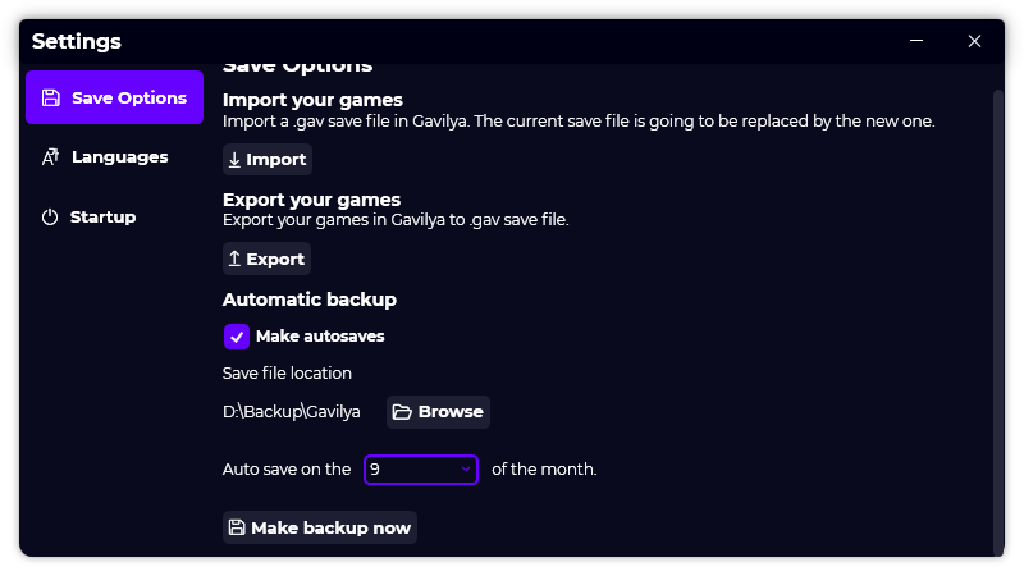 Settings
Save Options
Languages
Startup
Save Options
Import your games
Import a .gav save file in Gavilya. The current save file is going to be replaced by the new one.
Import
Export your games
Export your games in Gavilya to .gav save file.
Export
Automatic backup
Make autosaves
Save file location
D:\Backup\Gavilya Browse
Auto save on the 9 of the month.
Make backup now